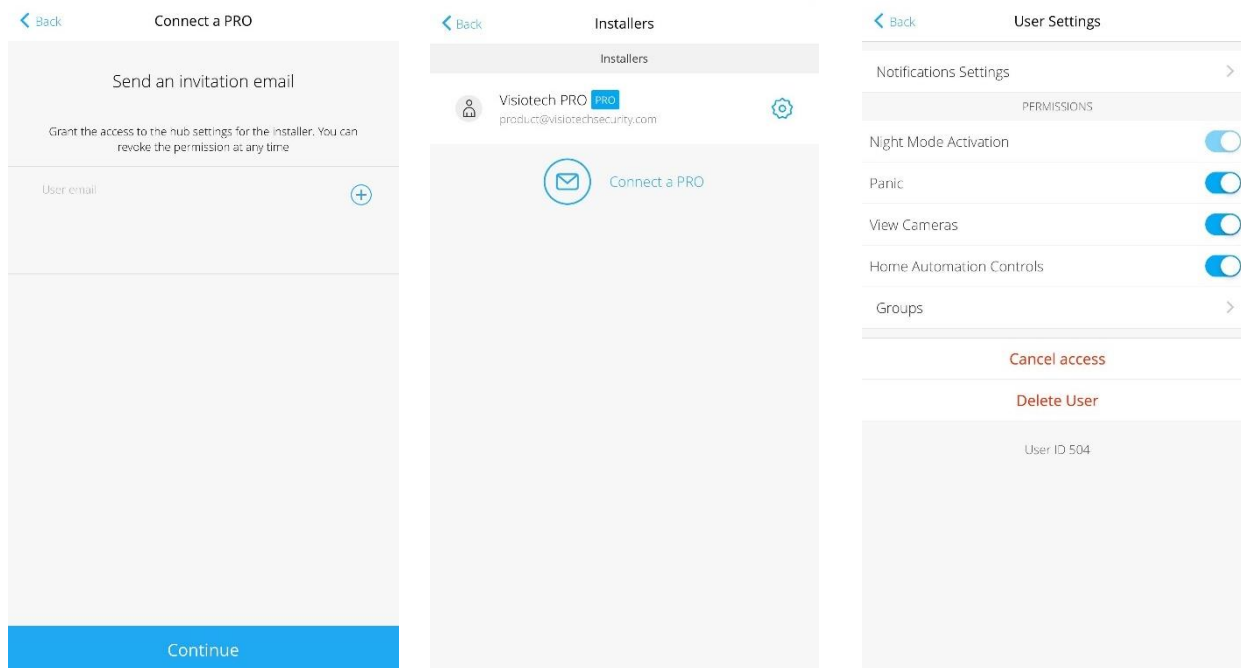 Back
Connect a PRO
Send an invitation email
Grant the access to the hub settings for the installer. You can
revoke the permission at any time
User email
Continue
Back
Installers
Installers
Visiotech PRO PRO
product@visiotechsecurity.com
Connect a PRO
Back
User Settings
Notifications Settings
PERMISSIONS
Night Mode Activation
Panic
View Cameras
Home Automation Controls
Groups
Cancel access
Delete User
User ID 504